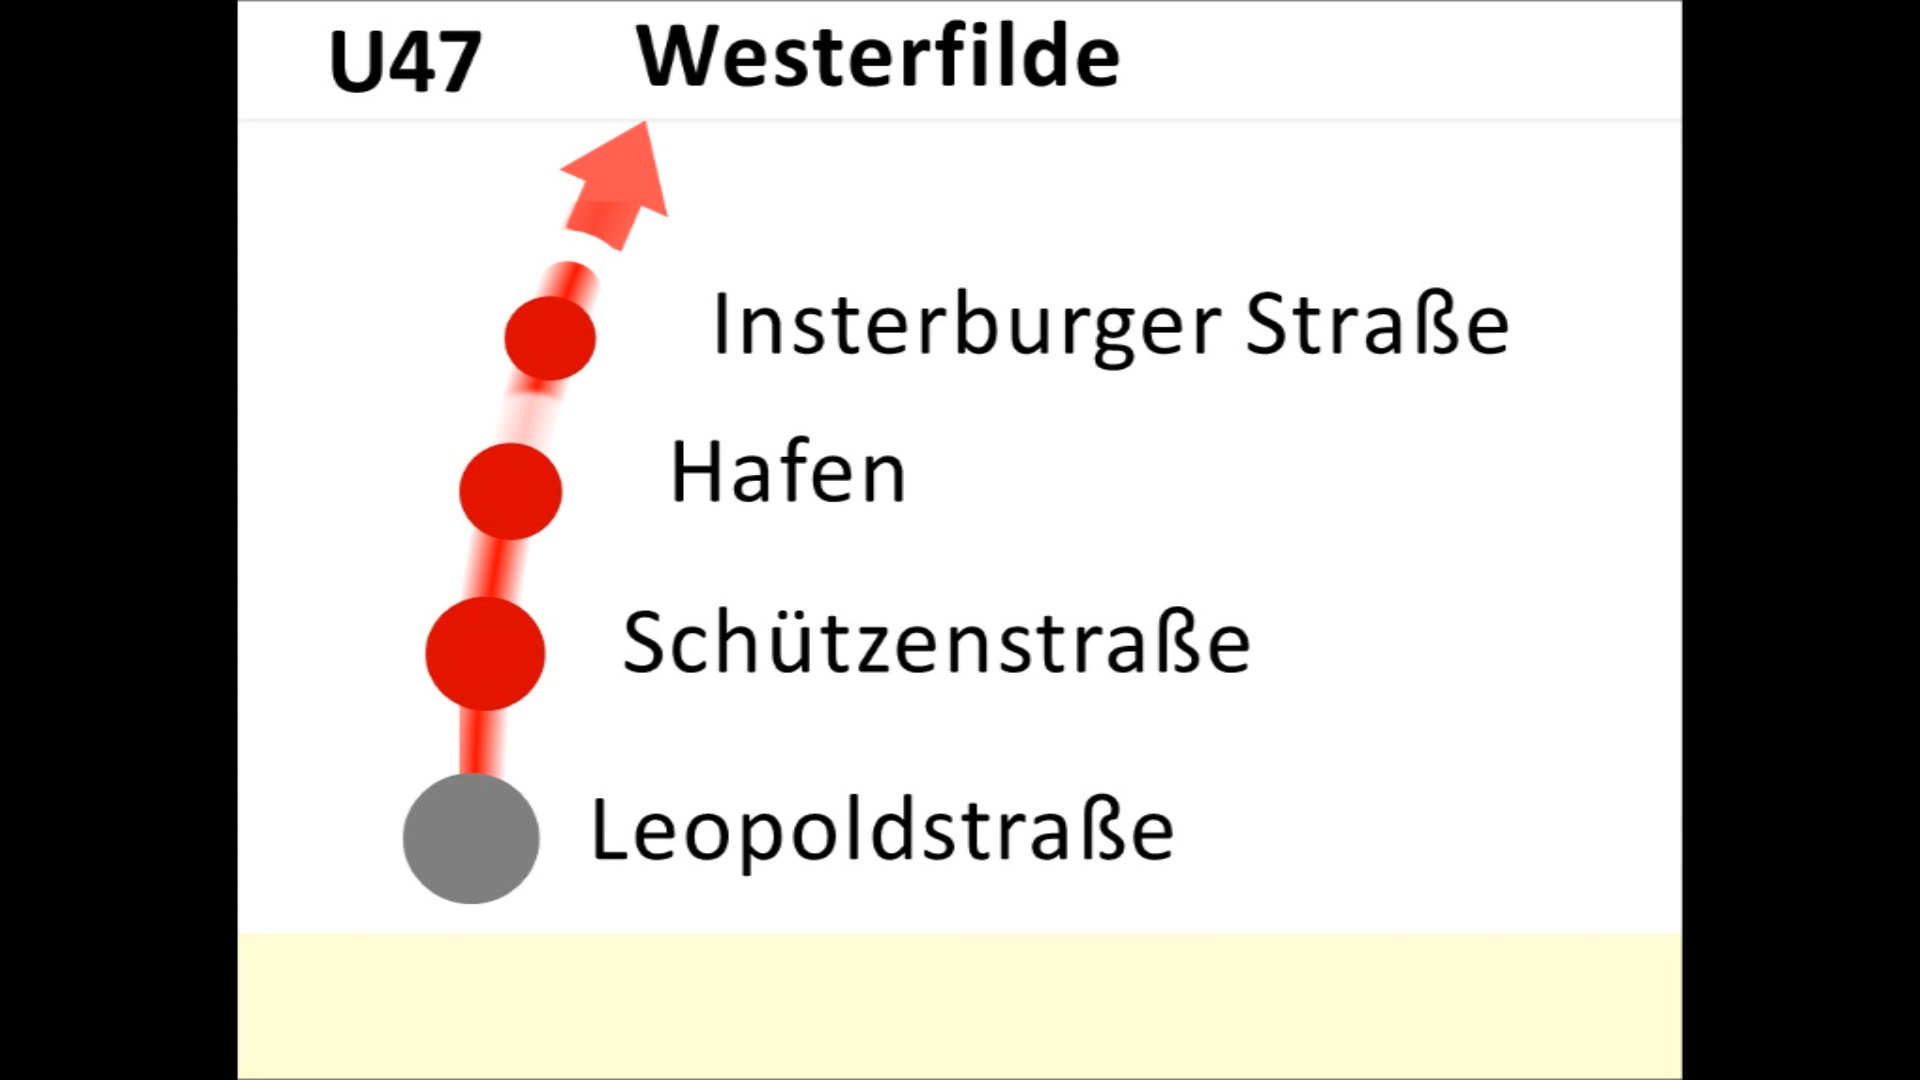 U47 Westerfilde
Insterburger Straße
Hafen
Schützenstraße
Leopoldstraße